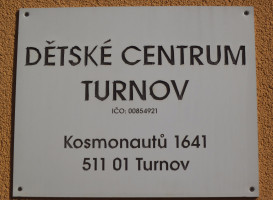 DĚTSKÉ CENTRUM
TURNOV
IČO: 00854921
Kosmonautů 1641
511 01 Turnov